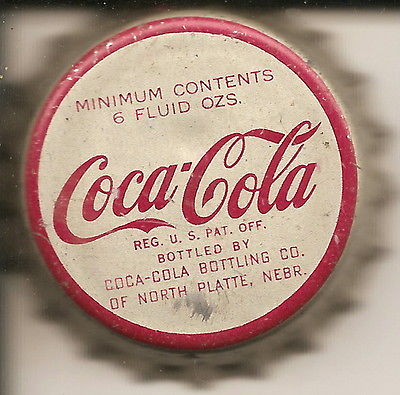 MINIMUM CONTENTS
6 FLUID OZS.
Coca-Cola
REG. U. S. PAT. OFF.
BOTTLED BY
COCA-COLA BOTTLING CO.
OF NORTH PLATTE, NEBR.